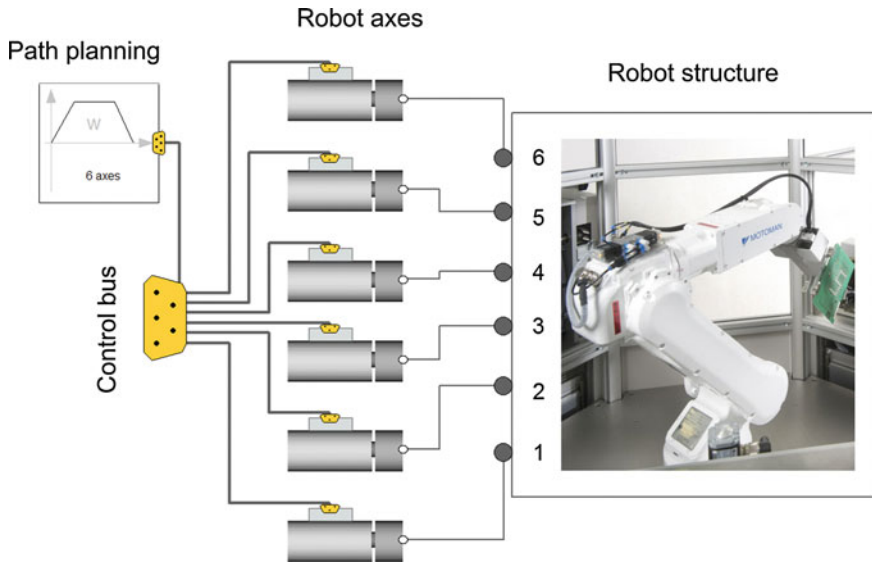 Robot axes
Path planning
Robot structure
W
6 axes
Control bus
6
5
4
3
2
1
MOTOMAN